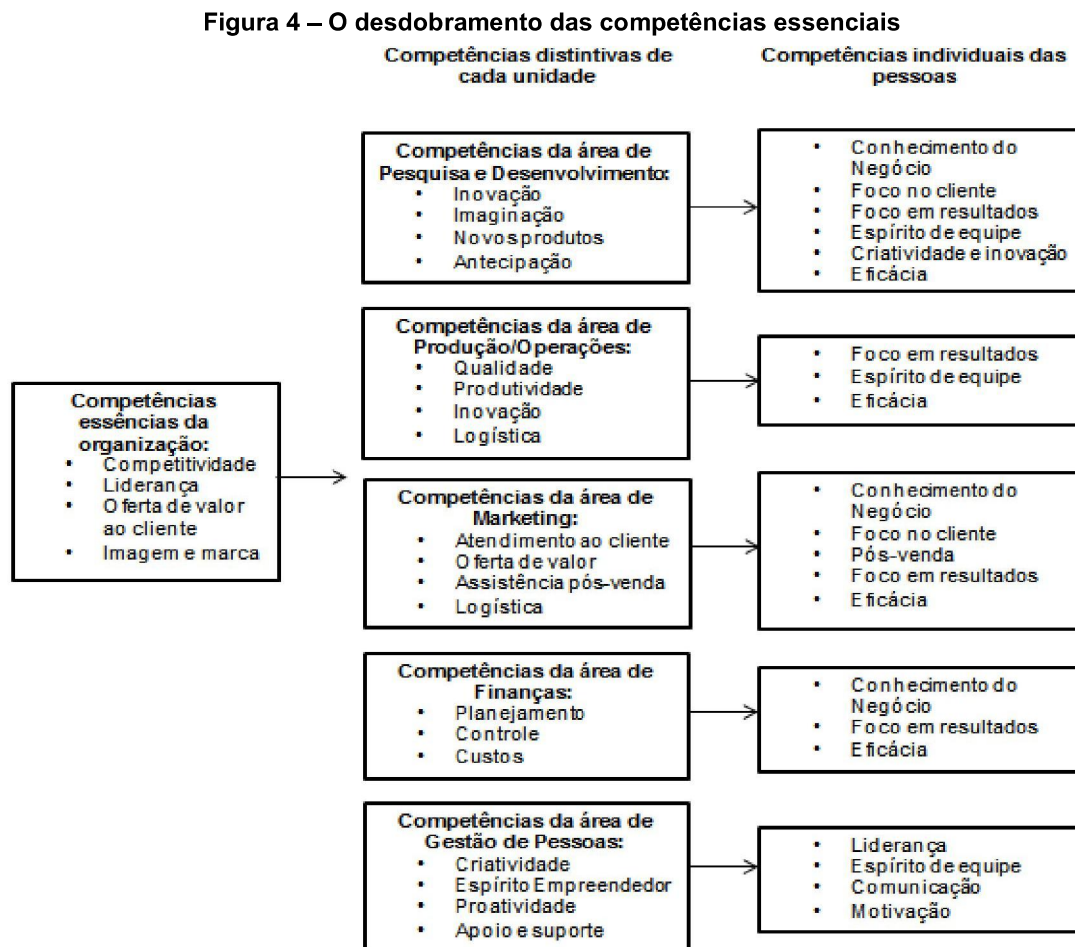 Figura 4 – O desdobramento das competências essenciais
Competências distintivas de
cada unidade
Competências individuais das
pessoas
Competências
essências da
organização:
• Competitividade
• Liderança
• Oferta de valor
ao cliente
• Imagem e marca
Competências da área de
Pesquisa e Desenvolvimento:
• Inovação
• Imaginação
• Novos produtos
• Antecipação
• Conhecimento do
Negócio
• Foco no cliente
• Foco em resultados
• Espírito de equipe
• Criatividade e inovação
• Eficácia
Competências da área de
Produção/Operações:
• Qualidade
• Produtividade
• Inovação
• Logística
• Foco em resultados
• Espírito de equipe
• Eficácia
Competências da área de
Marketing:
• Atendimento ao cliente
• Oferta de valor
• Assistência pós-venda
• Logística
• Conhecimento do
Negócio
• Foco no cliente
• Pós-venda
• Foco em resultados
• Eficácia
Competências da área de
Finanças:
• Planejamento
• Controle
• Custos
• Conhecimento do
Negócio
• Foco em resultados
• Eficácia
Competências da área de
Gestão de Pessoas:
• Criatividade
• Espírito Empreendedor
• Proatividade
• Apoio e suporte
• Liderança
• Espírito de equipe
• Comunicação
• Motivação